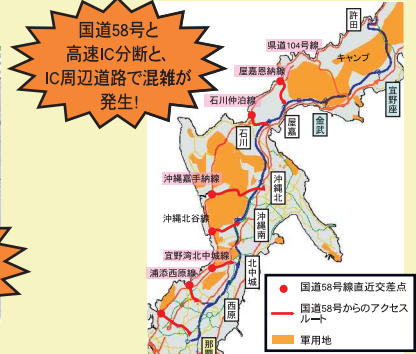 国道58号と
高速IC分断と、
IC周辺道路で混雑が
発生!
許田
県道104号線
キャンプ
屋嘉恩納線
宜野座
石川仲泊線
屋嘉
金武
石川
沖縄嘉手納線
沖縄北
沖縄北谷線
沖縄南
宜野湾北中城線
北中城
浦添西原線
西原
那覇
国道58号線直近交差点
国道58号からのアクセス
ルート
軍用地